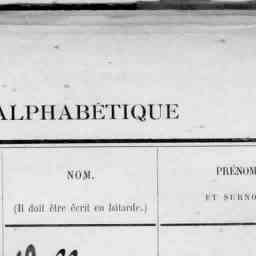 ALPHABÉTIQUE
NOM.
(Il doit être écrit en bâtarde.)
PRÉNOM
ET SURNO